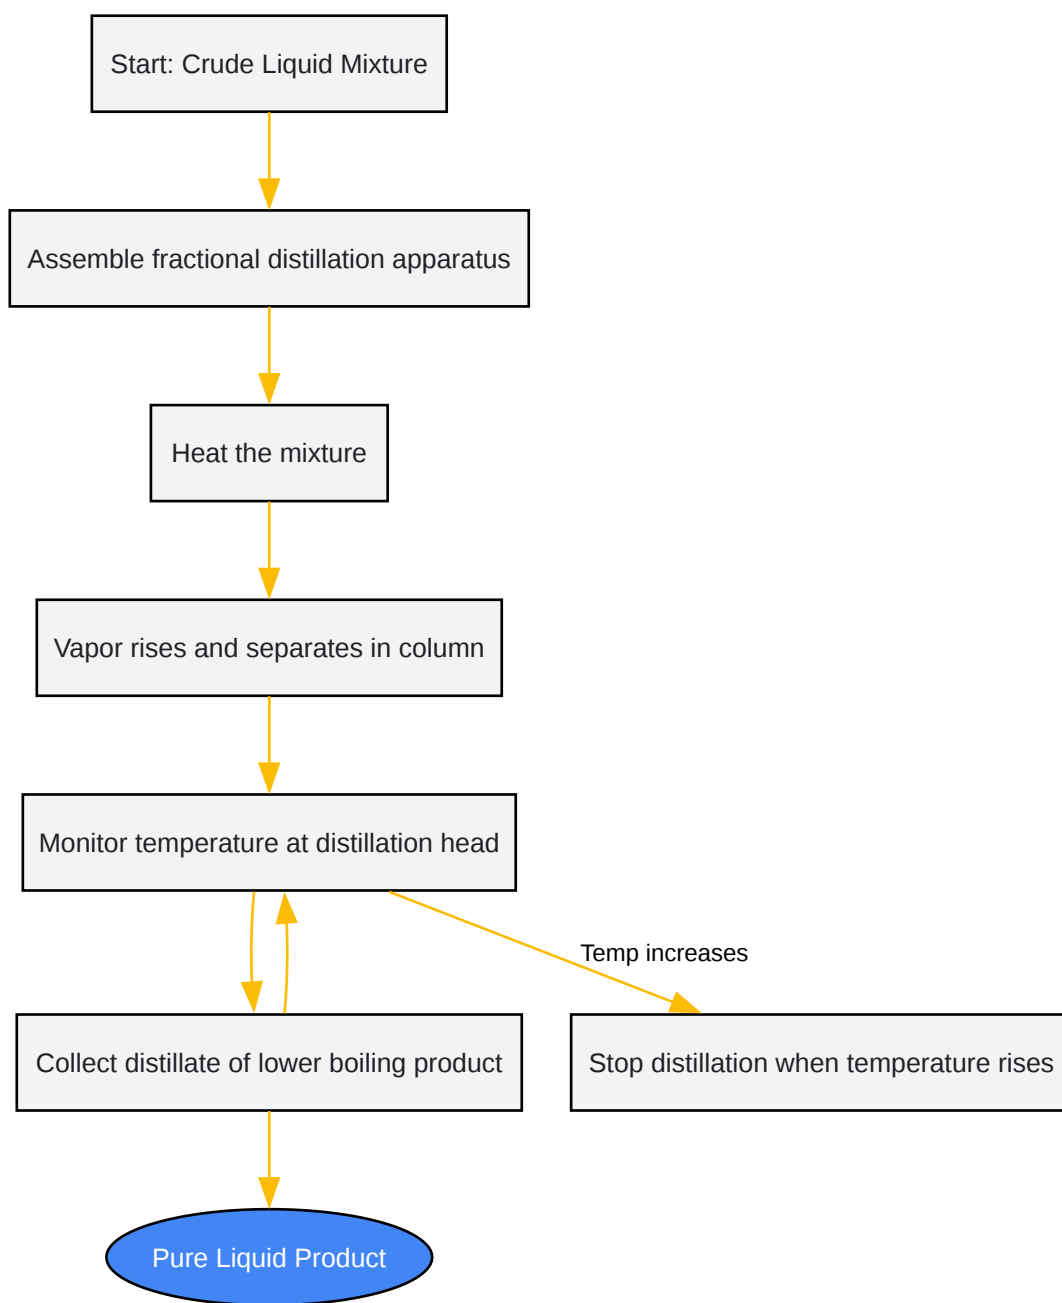 Start: Crude Liquid Mixture
Assemble fractional distillation apparatus
Heat the mixture
Vapor rises and separates in column
Monitor temperature at distillation head
Temp increases
Collect distillate of lower boiling product
Stop distillation when temperature rises
Pure Liquid Product